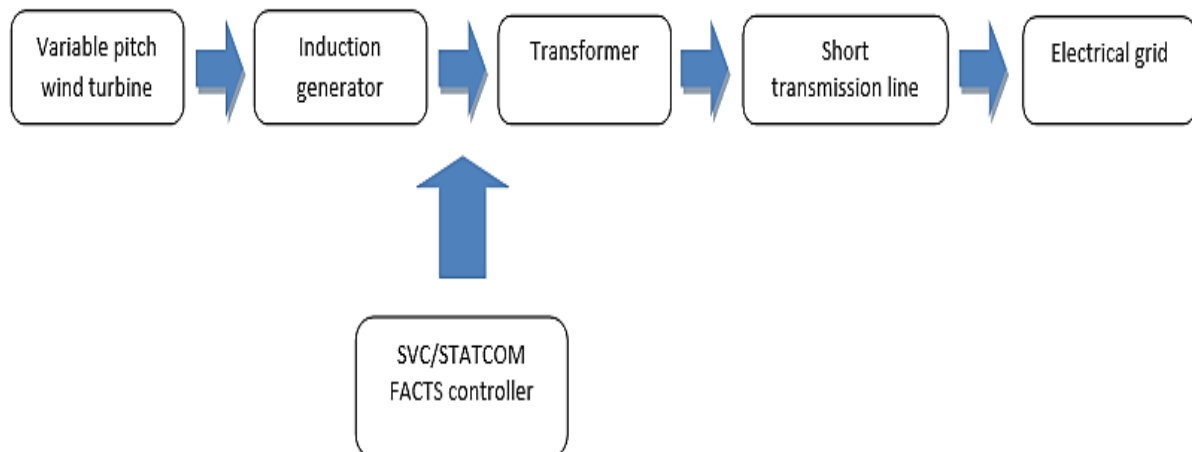 Variable pitch
wind turbine
Induction
generator
Transformer
Short
transmission line
Electrical grid
SVC/STATCOM
FACTS controller